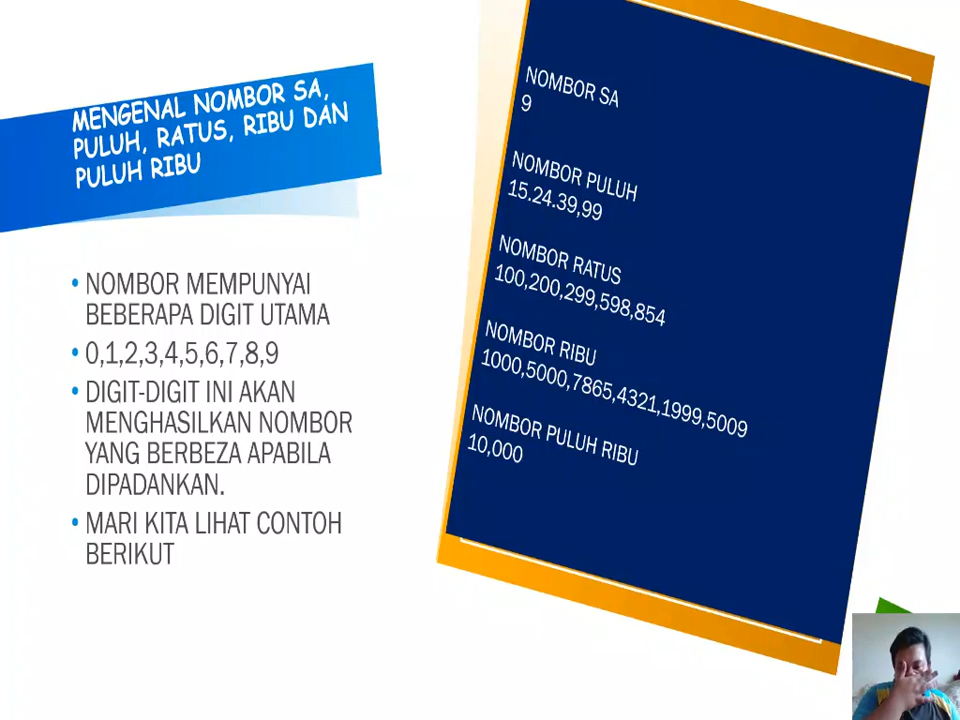 MENGENAL NOMBOR SA,
PULUH, RATUS, RIBU DAN
PULUH RIBU
• NOMBOR MEMPUNYAI
BEBERAPA DIGIT UTAMA
• 0,1,2,3,4,5,6,7,8,9
• DIGIT-DIGIT INI AKAN
MENGHASILKAN NOMBOR
YANG BERBEZA APABILA
DIPADANKAN.
• MARI KITA LIHAT CONTOH
BERIKUT
NOMBOR SA
9
NOMBOR PULUH
15.24.39,99
NOMBOR RATUS
100,200,299,598,854
NOMBOR RIBU
1000,5000,7865,4321,1999,5009
NOMBOR PULUH RIBU
10,000